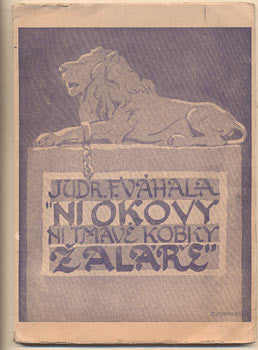 JUDR. F. VÁHALA
"NI OKOVY
NI TMAVÉ KOBKY
ŽALÁŘE"